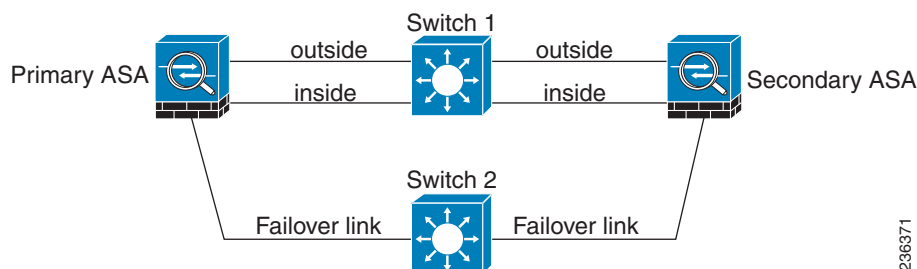 Switch 1
outside
outside
Primary ASA
Secondary ASA
inside
inside
Switch 2
Failover link
Failover link
236371